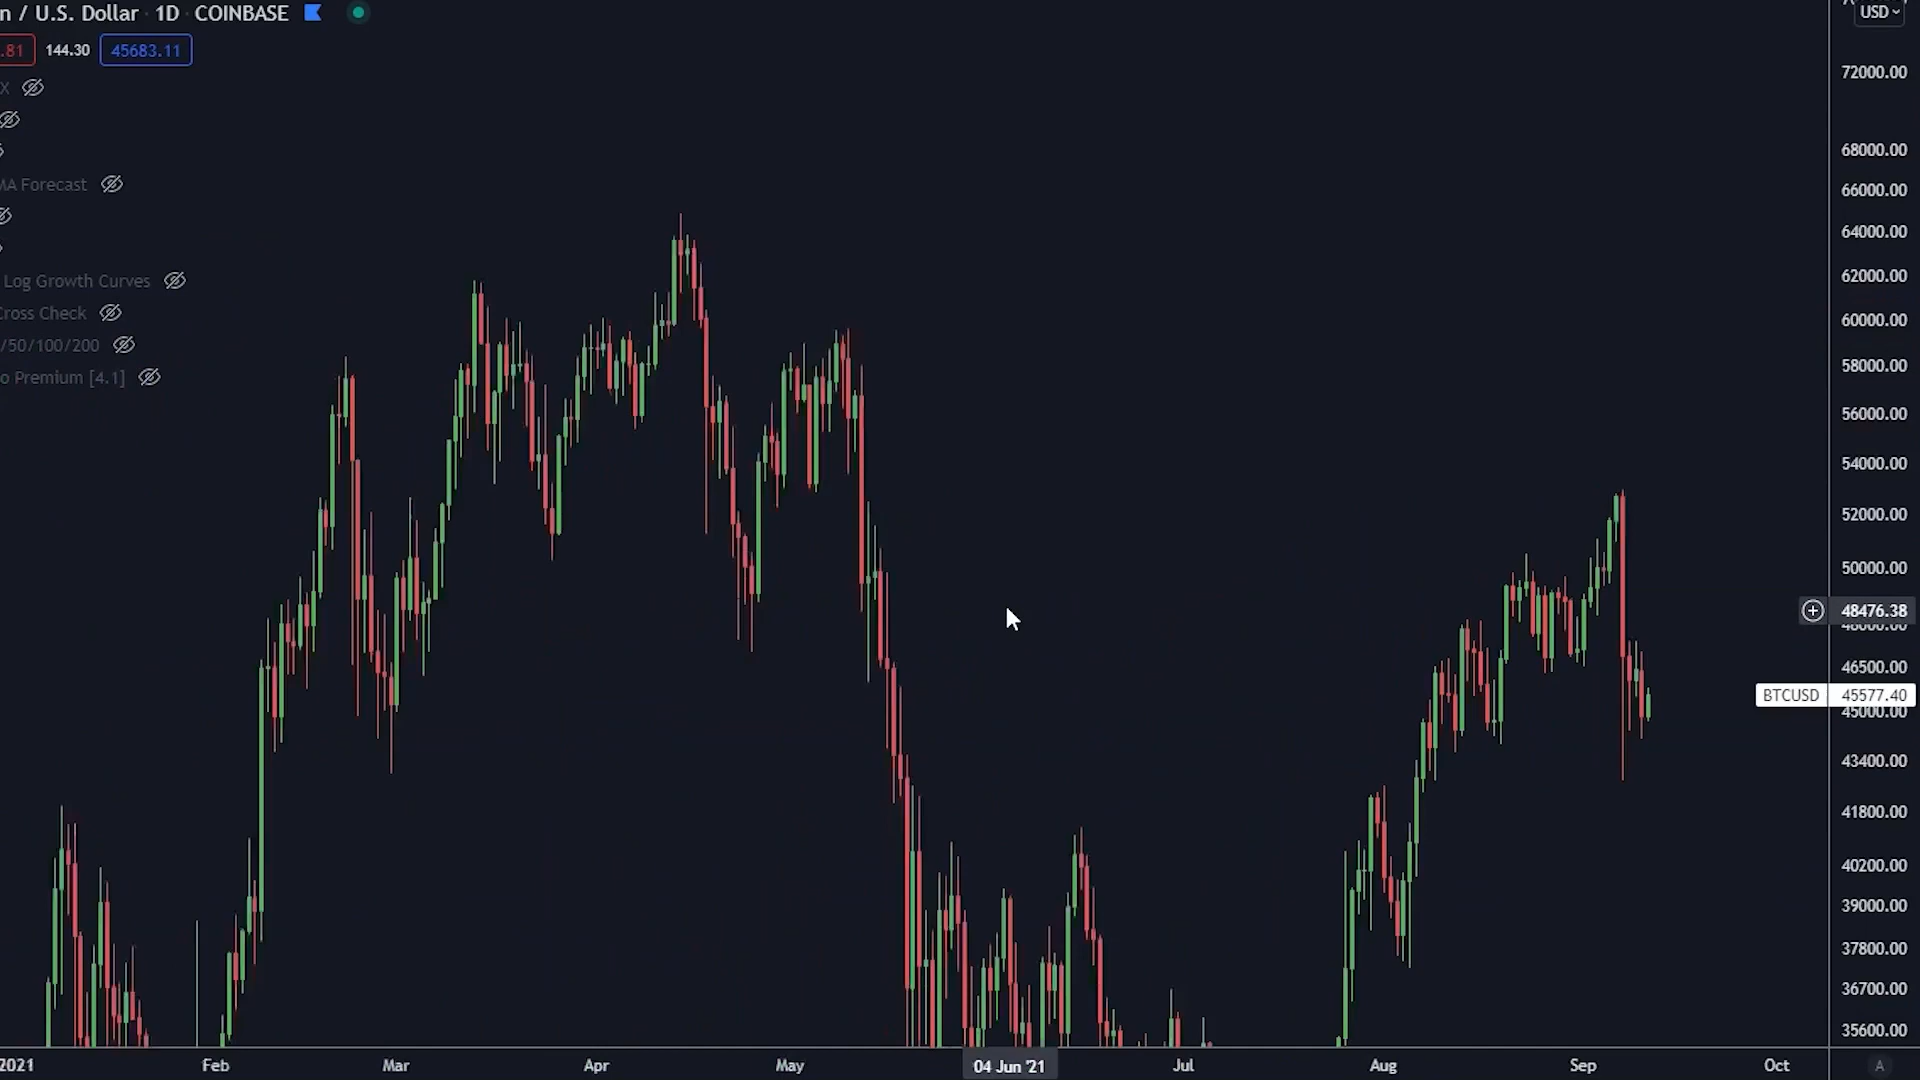 n / U.S. Dollar · 1D · COINBASE
.81 144.30 45683.11
X
MA Forecast
Log Growth Curves
Cross Check
/50/100/200
o Premium [4.1]
USD
72000.00
68000.00
66000.00
64000.00
62000.00
60000.00
58000.00
56000.00
54000.00
52000.00
50000.00
48476.38
48000.00
46500.00
BTCUSD 45577.40
45000.00
43400.00
41800.00
40200.00
39000.00
37800.00
36700.00
35600.00
2021 Feb Mar Apr May 04 Jun '21 Jul Aug Sep Oct A